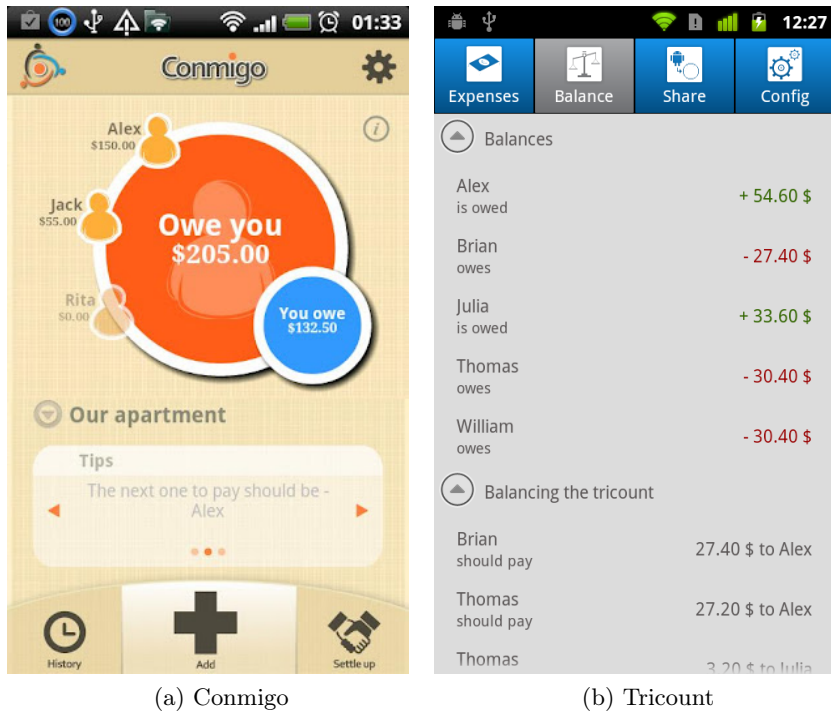 100
01:33
Conmigo
Alex
$150.00
i
Jack
$55.00
Owe you
$205.00
Rita
$0.00
You owe
$132.50
Our apartment
Tips
The next one to pay should be -
Alex
History
Add
Settle up
(a) Conmigo
12:27
Expenses
Balance
Share
Config
Balances
Alex
is owed
+ 54.60 $
Brian
owes
- 27.40 $
Julia
is owed
+ 33.60 $
Thomas
owes
- 30.40 $
William
owes
- 30.40 $
Balancing the tricount
Brian
should pay
27.40 $ to Alex
Thomas
should pay
27.20 $ to Alex
Thomas
3.20 $ to Julia
(b) Tricount